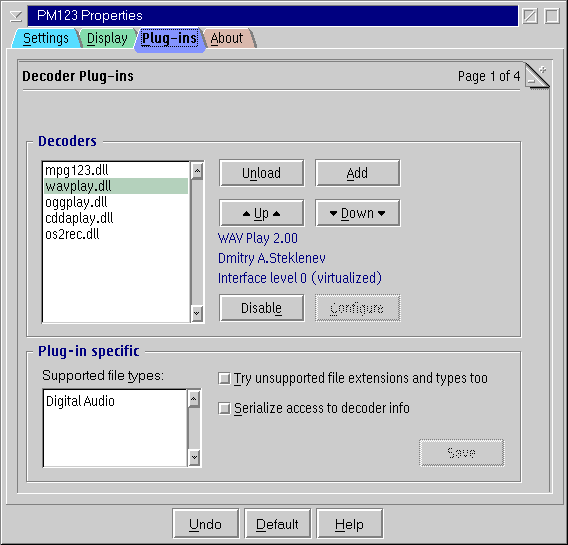 PM123 Properties
Settings Display Plug-ins About
Decoder Plug-ins Page 1 of 4
- +
Decoders
mpg123.dll
wavplay.dll
oggplay.dll
cddaplay.dll
os2rec.dll
Unload Add
▲ Up ▲ ▼ Down ▼
WAV Play 2.00
Dmitry A.Steklenev
Interface level 0 (virtualized)
Disable Configure
Plug-in specific
Supported file types:
Digital Audio
Try unsupported file extensions and types too
Serialize access to decoder info
Save
Undo Default Help